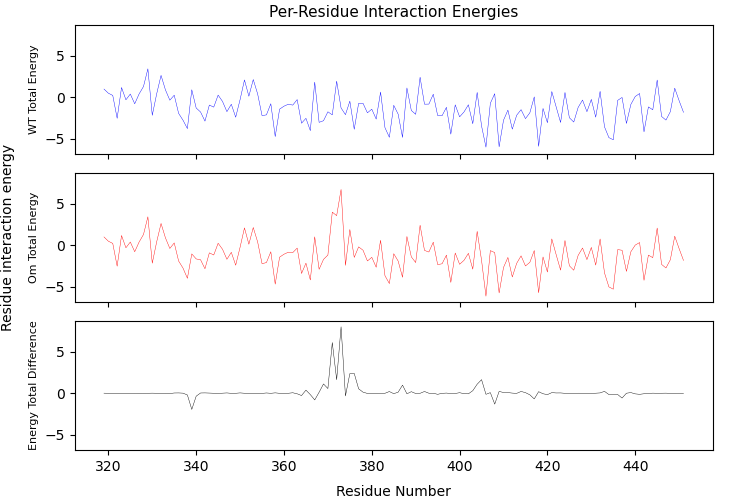 Per-Residue Interaction Energies
Residue interaction energy
WT Total Energy
5
0
−5
Om Total Energy
5
0
−5
Energy Total Difference
5
0
−5
320 340 360 380 400 420 440
Residue Number